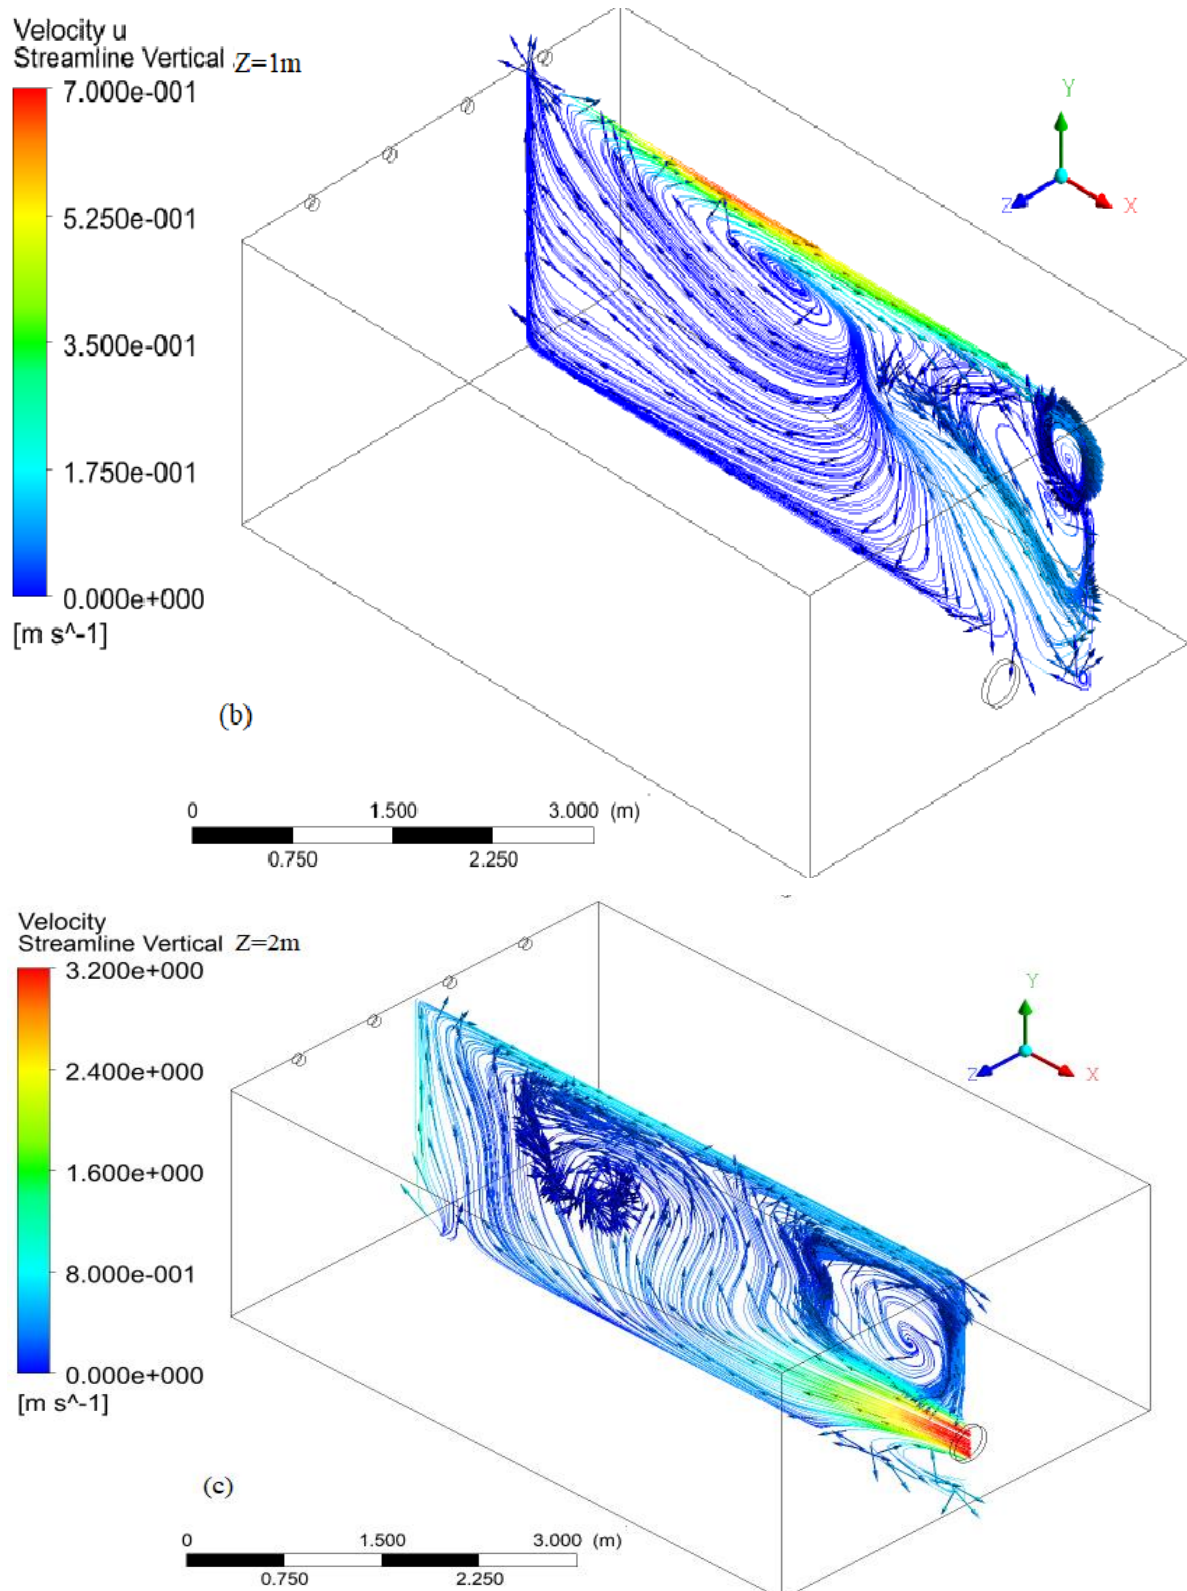 Velocity u
Streamline Vertical Z=1m
7.000e-001
5.250e-001
3.500e-001
1.750e-001
0.000e+000
[m s^-1]
Y
Z X
(b)
0 1.500 3.000 (m)
0.750 2.250
Velocity
Streamline Vertical Z=2m
3.200e+000
2.400e+000
1.600e+000
8.000e-001
0.000e+000
[m s^-1]
Y
Z X
(c)
0 1.500 3.000 (m)
0.750 2.250